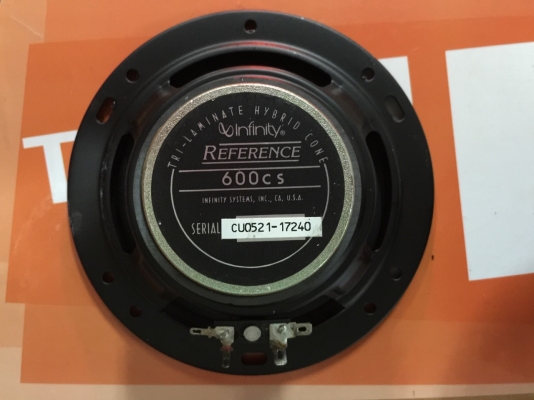 TRI-LAMINATE HYBRID CONE
Infinity®
REFERENCE
600cs
INFINITY SYSTEMS, INC., CA, U.S.A.
SERIAL
CU0521-17240
T